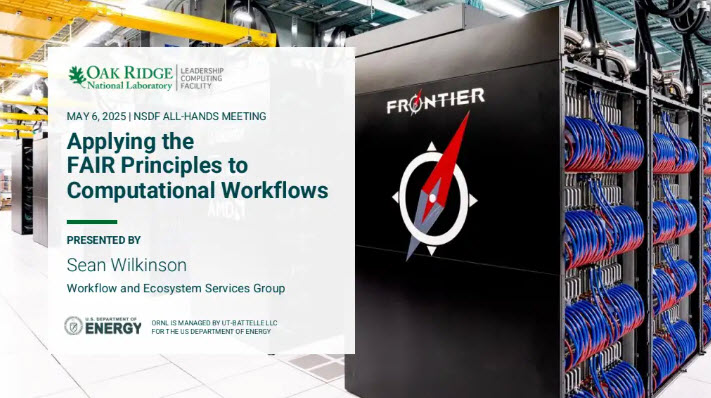 OAK RIDGE
National Laboratory
LEADERSHIP
COMPUTING
FACILITY
MAY 6, 2025 | NSDF ALL-HANDS MEETING
Applying the
FAIR Principles to
Computational Workflows
PRESENTED BY
Sean Wilkinson
Workflow and Ecosystem Services Group
U.S. DEPARTMENT OF
ENERGY
ORNL IS MANAGED BY UT-BATTELLE LLC
FOR THE US DEPARTMENT OF ENERGY
FRONTIER
AMD